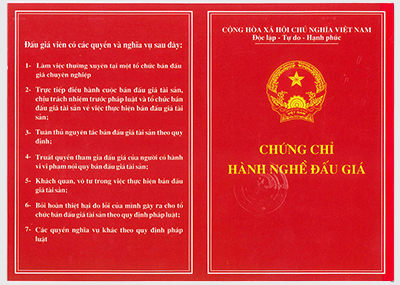 Đấu giá viên có các quyền và nghĩa vụ sau đây:
1- Làm việc thường xuyên tại một tổ chức bán đấu
giá chuyên nghiệp
2- Trực tiếp điều hành cuộc bán đấu giá tài sản,
chịu trách nhiệm trước pháp luật và tổ chức bán
đấu giá tài sản về việc thực hiện bán đấu giá tài
sản;
3- Tuân thủ nguyên tắc bán đấu giá tài sản theo quy
định;
4- Truất quyền tham gia đấu giá của người có hành
vi vi phạm nội quy bán đấu giá tài sản;
5- Khách quan, vô tư trong việc thực hiện bán đấu
giá tài sản;
6- Bồi hoàn thiệt hại do lỗi của mình gây ra cho tổ
chức bán đấu giá tài sản theo quy định pháp luật;
7- Các quyền nghĩa vụ khác theo quy định pháp
luật
CỘNG HÒA XÃ HỘI CHỦ NGHĨA VIỆT NAM
Độc lập - Tự do - Hạnh phúc
VIỆT NAM
CHỨNG CHỈ
HÀNH NGHỀ ĐẤU GIÁ